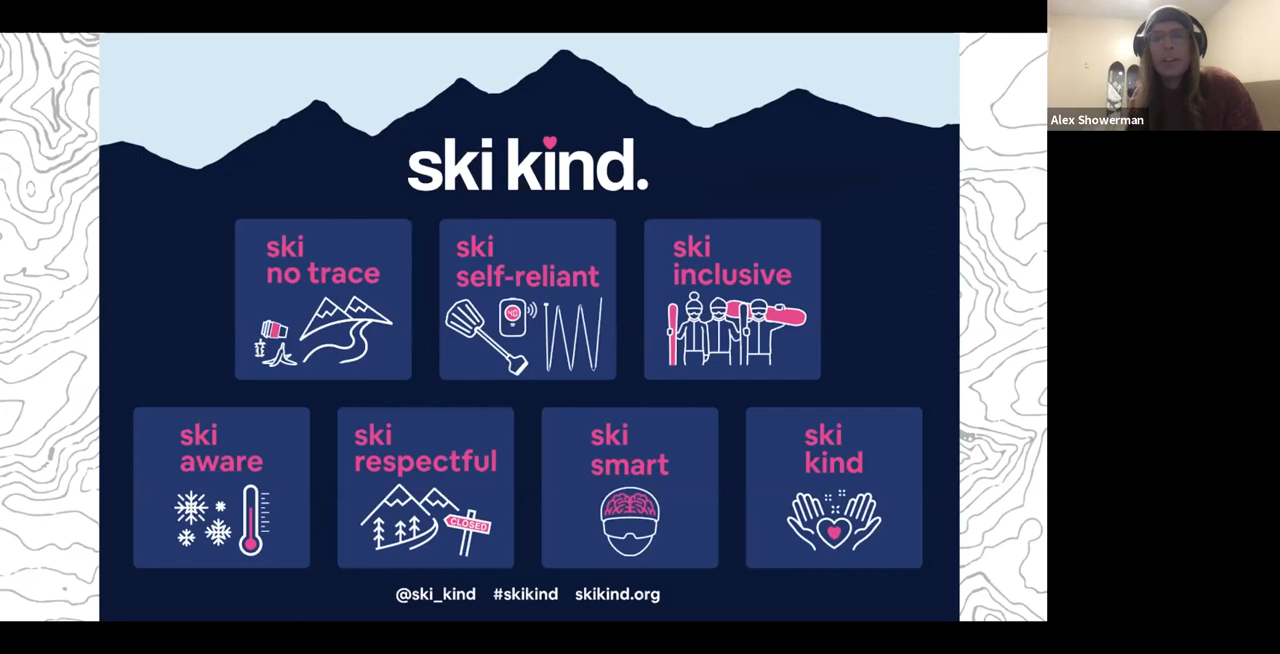 ski kind.
ski
no trace
ski
self-reliant
40
ski
inclusive
ski
aware
ski
respectful
CLOSED
ski
smart
ski
kind
@ski_kind #skikind skikind.org
Alex Showerman